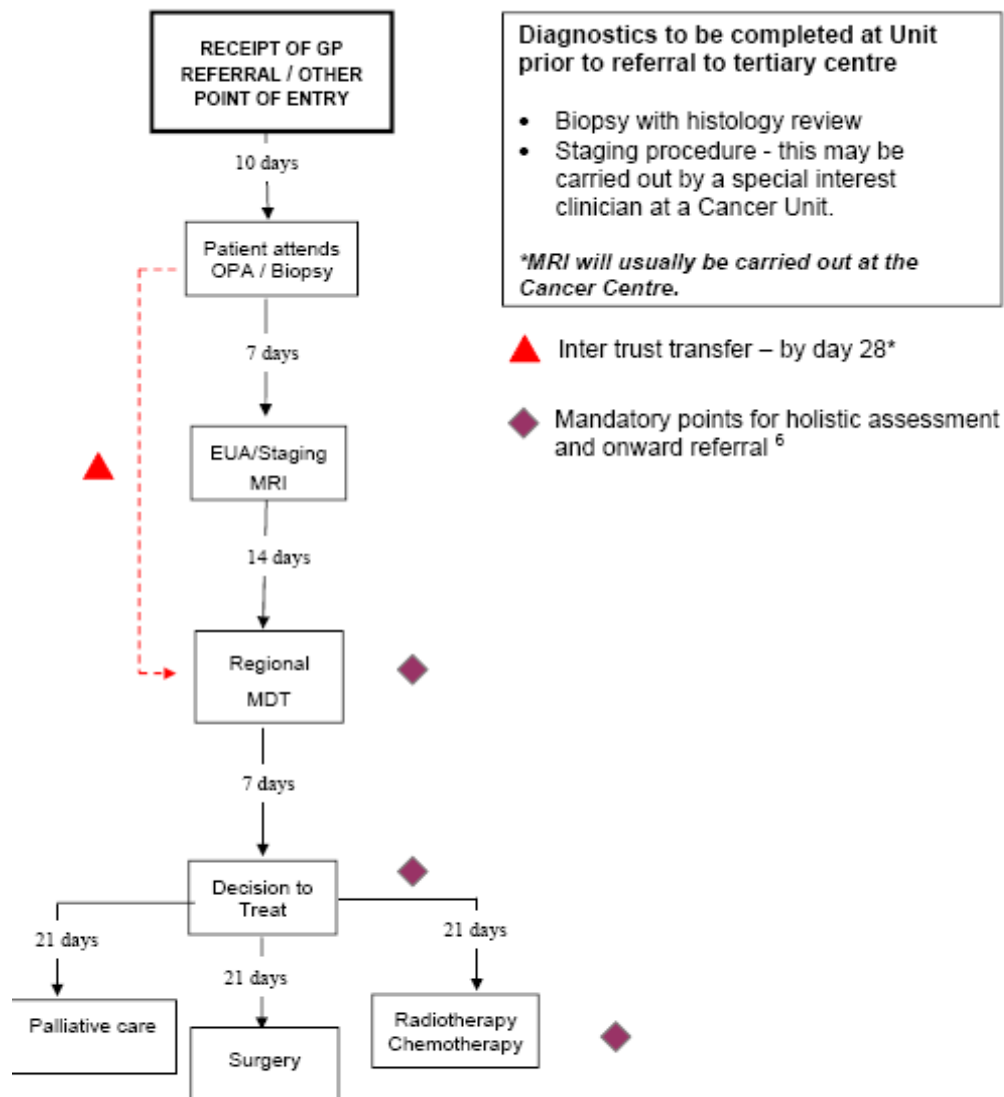 RECEIPT OF GP
REFERRAL / OTHER
POINT OF ENTRY
10 days
Patient attends
OPA / Biopsy
7 days
EUA/Staging
MRI
14 days
Regional
MDT
7 days
Decision to
Treat
21 days
21 days
21 days
Palliative care
Surgery
Radiotherapy
Chemotherapy
Diagnostics to be completed at Unit
prior to referral to tertiary centre
• Biopsy with histology review
• Staging procedure - this may be
carried out by a special interest
clinician at a Cancer Unit.
*MRI will usually be carried out at the
Cancer Centre.
Inter trust transfer – by day 28*
Mandatory points for holistic assessment
and onward referral 6